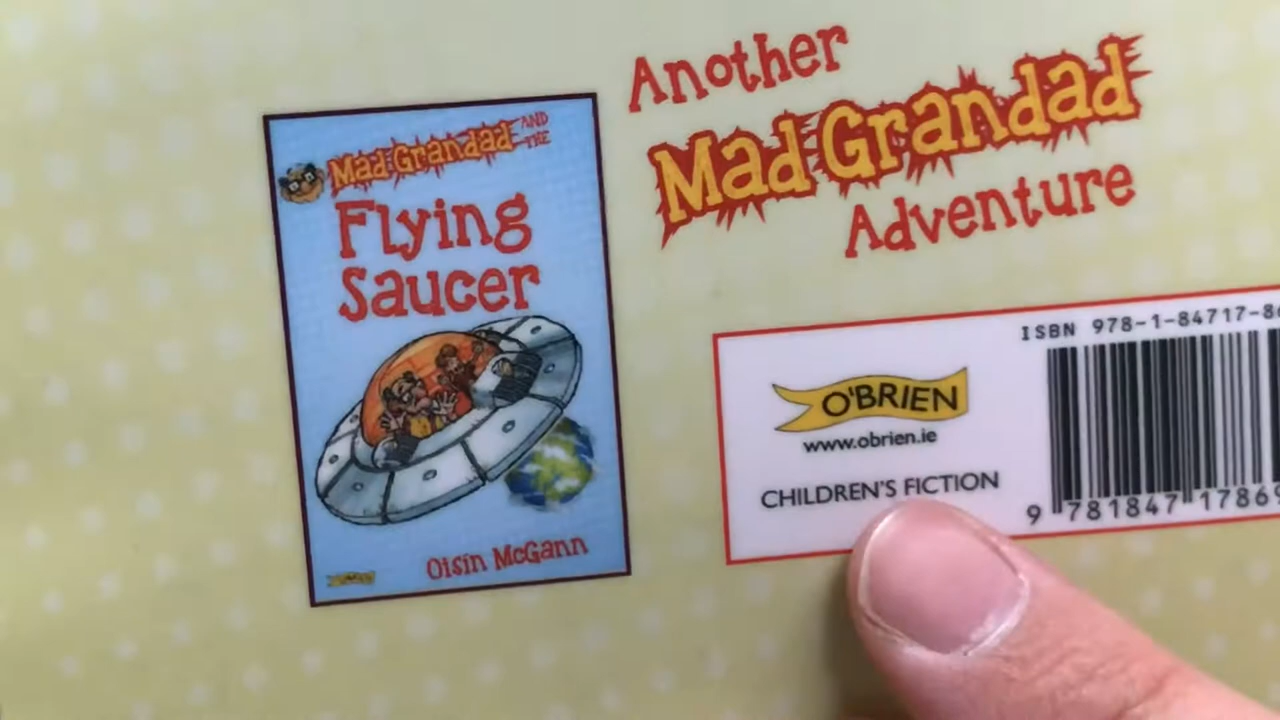 Another
Mad Grandad
Adventure
Mad Grandad AND THE
Flying
Saucer
Oisín McGann
ISBN 978-1-84717-8
O'BRIEN
www.obrien.ie
CHILDREN'S FICTION
9 781847 17869